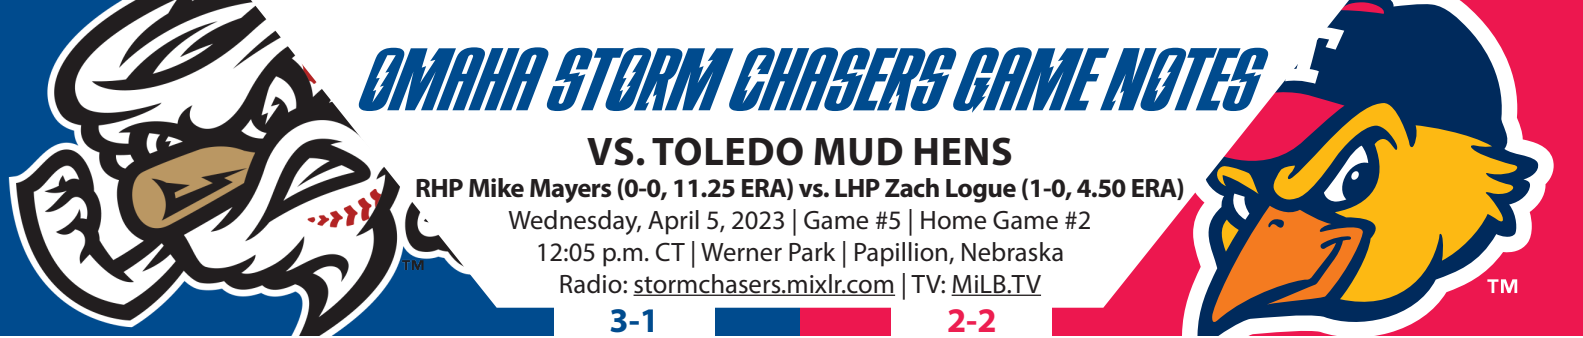 OMAHA STORM CHASERS GAME NOTES
VS. TOLEDO MUD HENS
RHP Mike Mayers (0-0, 11.25 ERA) vs. LHP Zach Logue (1-0, 4.50 ERA)
Wednesday, April 5, 2023 | Game #5 | Home Game #2
12:05 p.m. CT | Werner Park | Papillion, Nebraska
Radio: stormchasers.mixlr.com | TV: MiLB.TV
TM
TM
3-1
2-2